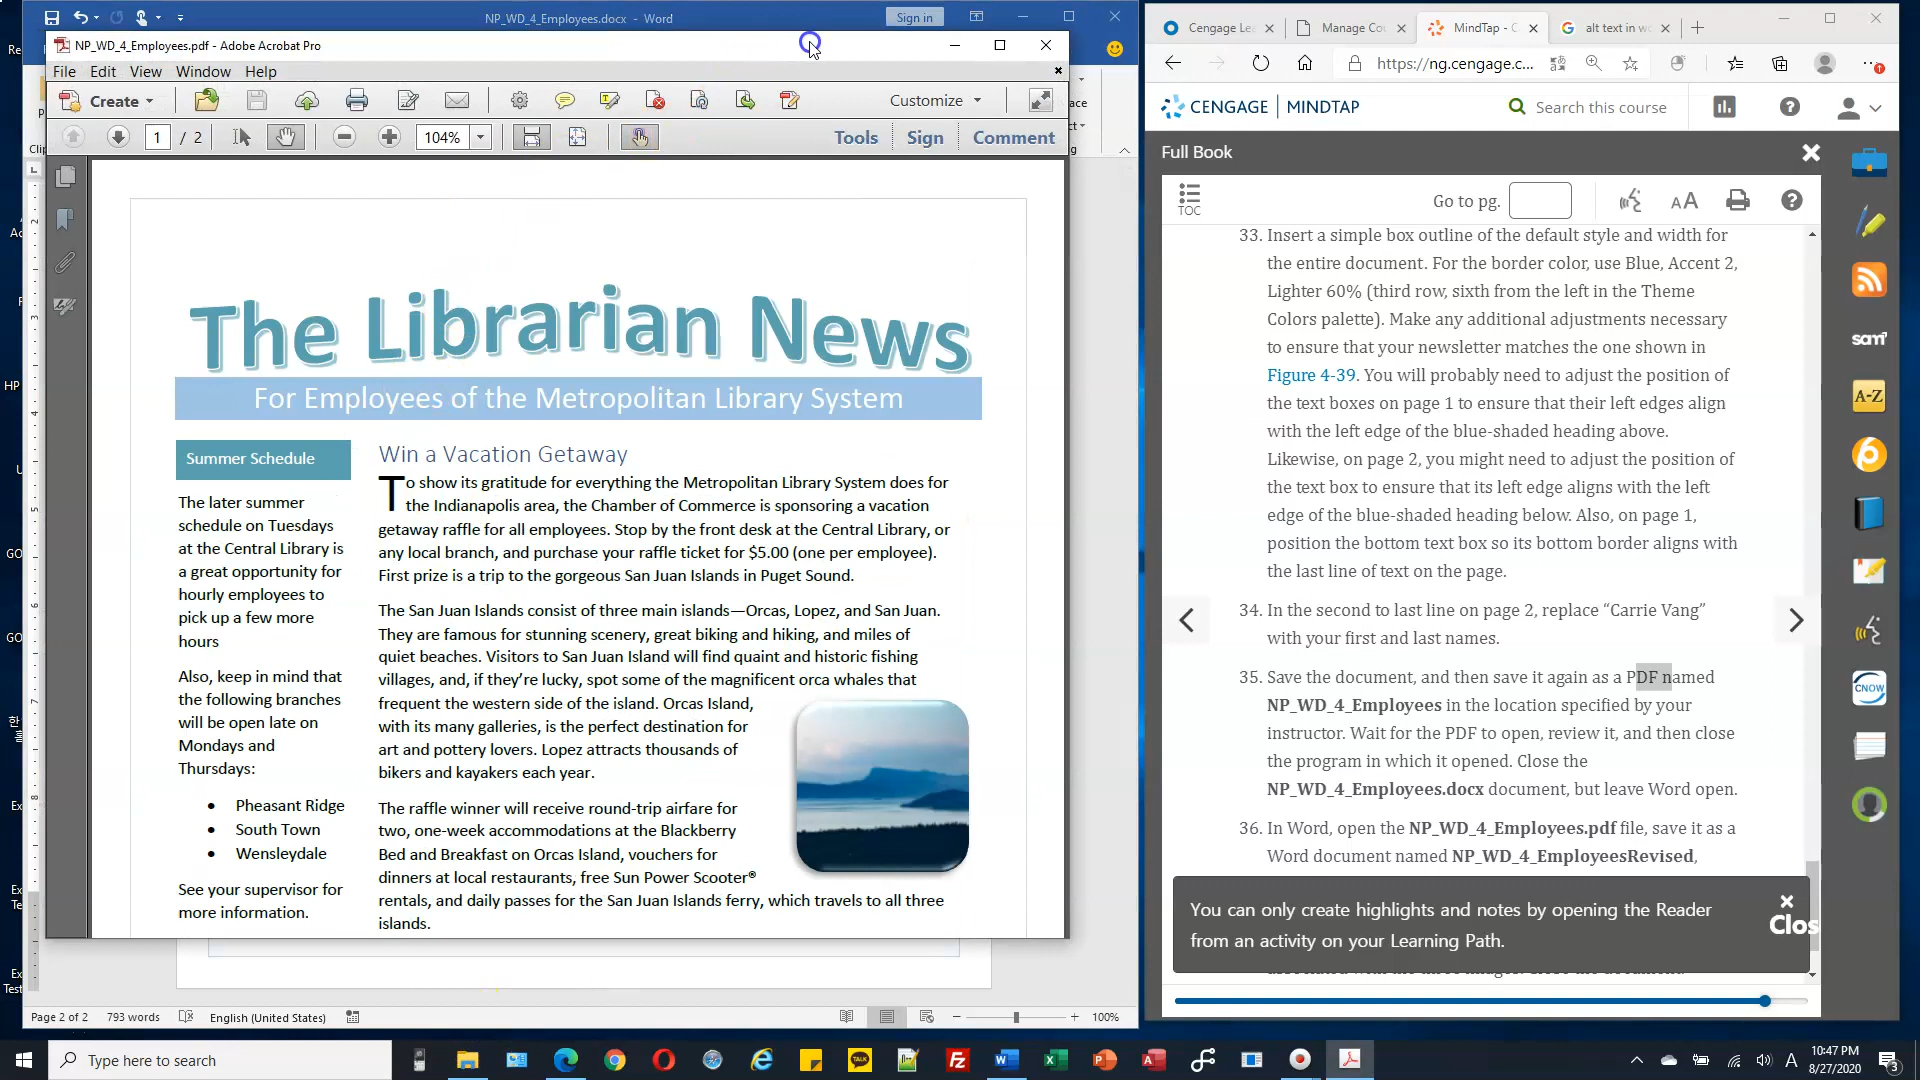 NP_WD_4_Employees.docx - Word
Sign in
NP_WD_4_Employees.pdf - Adobe Acrobat Pro
File Edit View Window Help
Create
Customize
1 / 2
104%
Tools Sign Comment
The Librarian News
For Employees of the Metropolitan Library System
Summer Schedule
The later summer
schedule on Tuesdays
at the Central Library is
a great opportunity for
hourly employees to
pick up a few more
hours
Also, keep in mind that
the following branches
will be open late on
Mondays and
Thursdays:
• Pheasant Ridge
• South Town
• Wensleydale
See your supervisor for
more information.
Win a Vacation Getaway
To show its gratitude for everything the Metropolitan Library System does for
the Indianapolis area, the Chamber of Commerce is sponsoring a vacation
getaway raffle for all employees. Stop by the front desk at the Central Library, or
any local branch, and purchase your raffle ticket for $5.00 (one per employee).
First prize is a trip to the gorgeous San Juan Islands in Puget Sound.
The San Juan Islands consist of three main islands—Orcas, Lopez, and San Juan.
They are famous for stunning scenery, great biking and hiking, and miles of
quiet beaches. Visitors to San Juan Island will find quaint and historic fishing
villages, and, if they’re lucky, spot some of the magnificent orca whales that
frequent the western side of the island. Orcas Island,
with its many galleries, is the perfect destination for
art and pottery lovers. Lopez attracts thousands of
bikers and kayakers each year.
The raffle winner will receive round-trip airfare for
two, one-week accommodations at the Blackberry
Bed and Breakfast on Orcas Island, vouchers for
dinners at local restaurants, free Sun Power Scooter®
rentals, and daily passes for the San Juan Islands ferry, which travels to all three
islands.
Page 2 of 2 793 words English (United States)
100%
Cengage Le
Manage Cou
MindTap - C
alt text in wo
https://ng.cengage.c...
CENGAGE | MINDTAP
Search this course
Full Book
TOC
Go to pg.
AA
33. Insert a simple box outline of the default style and width for
the entire document. For the border color, use Blue, Accent 2,
Lighter 60% (third row, sixth from the left in the Theme
Colors palette). Make any additional adjustments necessary
to ensure that your newsletter matches the one shown in
Figure 4-39. You will probably need to adjust the position of
the text boxes on page 1 to ensure that their left edges align
with the left edge of the blue-shaded heading above.
Likewise, on page 2, you might need to adjust the position of
the text box to ensure that its left edge aligns with the left
edge of the blue-shaded heading below. Also, on page 1,
position the bottom text box so its bottom border aligns with
the last line of text on the page.
34. In the second to last line on page 2, replace “Carrie Vang”
with your first and last names.
35. Save the document, and then save it again as a PDF named
NP_WD_4_Employees in the location specified by your
instructor. Wait for the PDF to open, review it, and then close
the program in which it opened. Close the
NP_WD_4_Employees.docx document, but leave Word open.
36. In Word, open the NP_WD_4_Employees.pdf file, save it as a
Word document named NP_WD_4_EmployeesRevised,
You can only create highlights and notes by opening the Reader
from an activity on your Learning Path.
Clos
sam
A-Z
CNOW
Type here to search
TALK
A
10:47 PM
8/27/2020
3